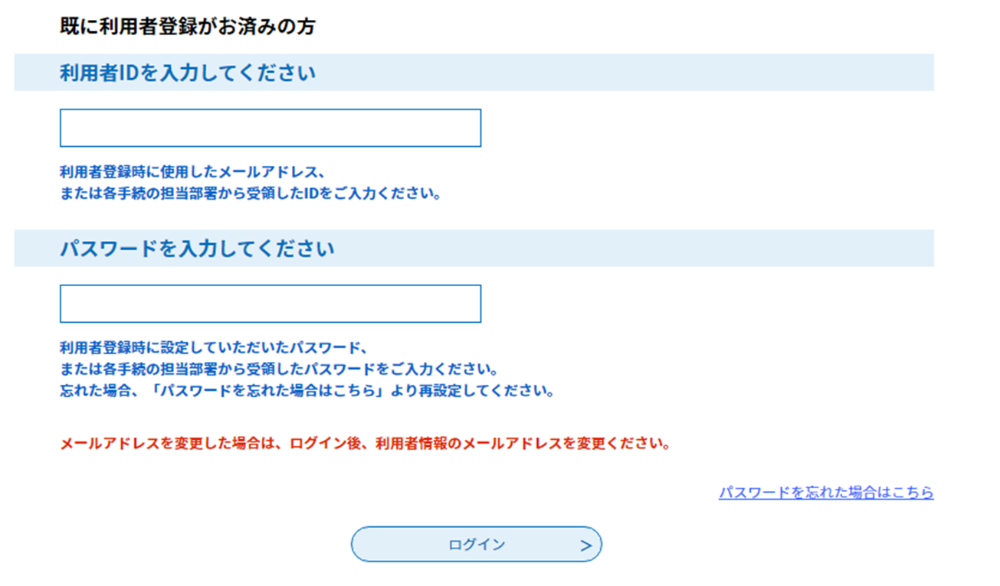 既に利用者登録がお済みの方
利用者IDを入力してください
利用者登録時に使用したメールアドレス、
または各手続の担当部署から受領したIDをご入力ください。
パスワードを入力してください
利用者登録時に設定していただいたパスワード、
または各手続の担当部署から受領したパスワードをご入力ください。
忘れた場合、「パスワードを忘れた場合はこちら」より再設定してください。
メールアドレスを変更した場合は、ログイン後、利用者情報のメールアドレスを変更ください。
パスワードを忘れた場合はこちら
ログイン >